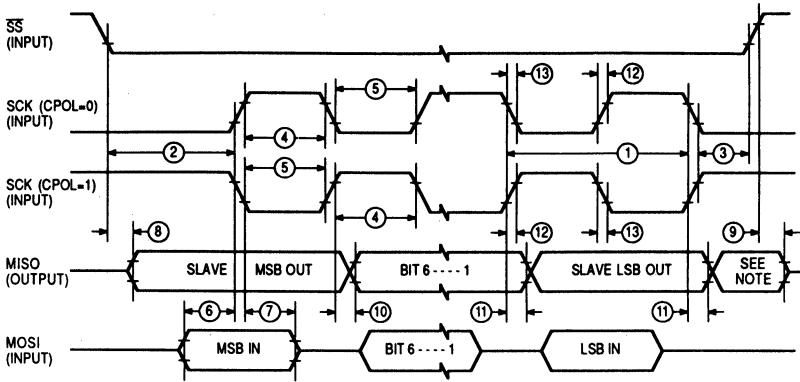 SS
(INPUT)
13
12
5
SCK (CPOL=0)
(INPUT)
4
2
1
3
5
SCK (CPOL=1)
(INPUT)
4
8
12
13
9
MISO
(OUTPUT)
SLAVE MSB OUT
BIT 6 - - - - 1
SLAVE LSB OUT
SEE
NOTE
6
7
10
11
11
MOSI
(INPUT)
MSB IN
BIT 6 - - - - 1
LSB IN